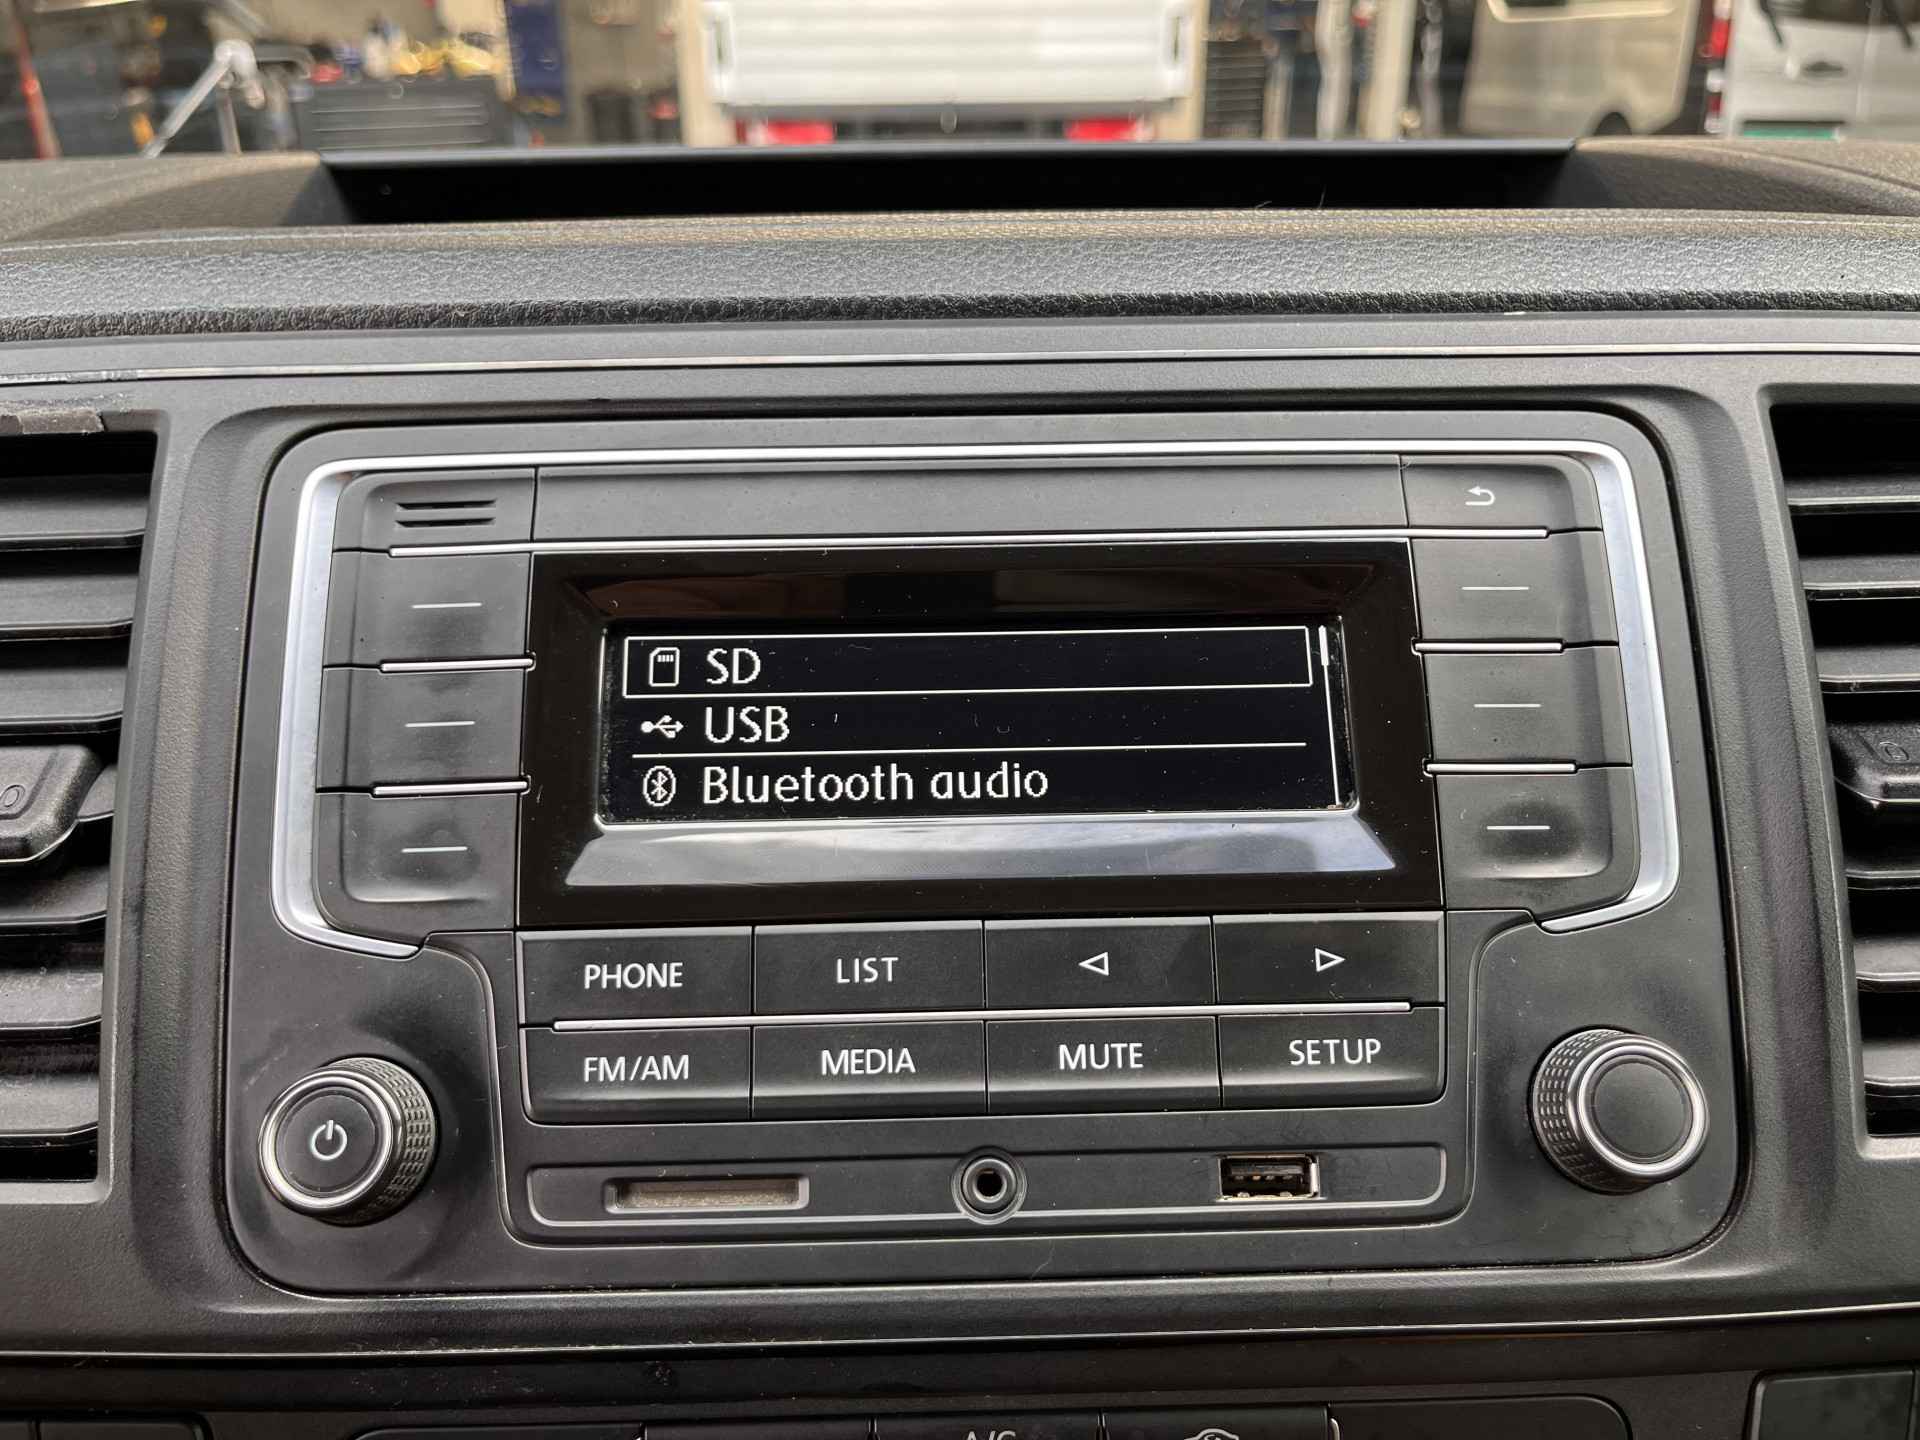 SD
USB
Bluetooth audio
PHONE LIST
FM/AM MEDIA MUTE SETUP
A/C